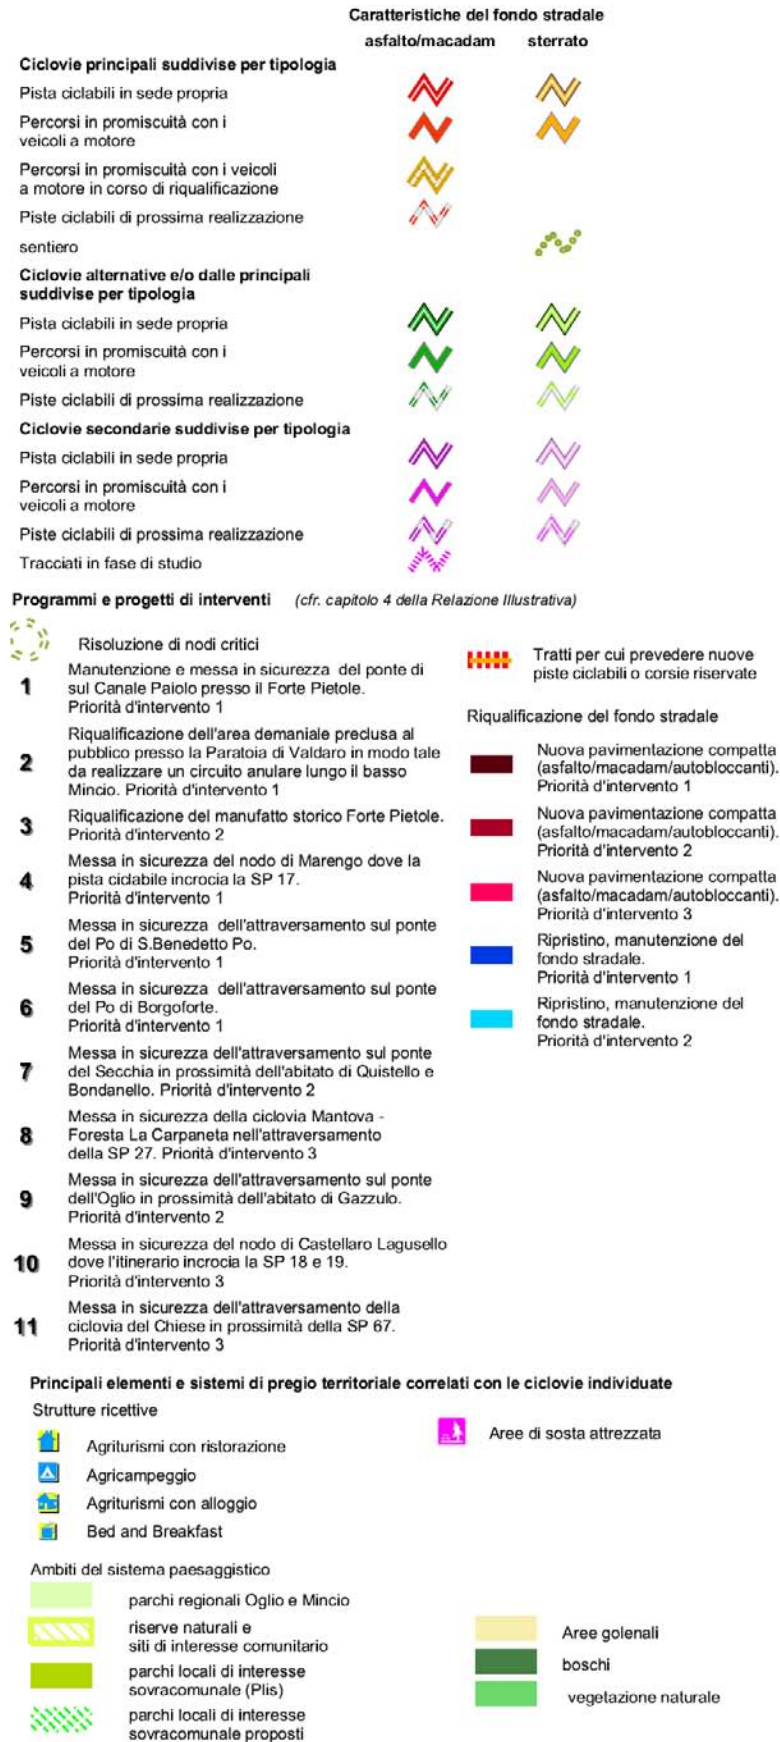 Caratteristiche del fondo stradale
asfalto/macadam sterrato
Ciclovie principali suddivise per tipologia
Pista ciclabili in sede propria
Percorsi in promiscuità con i
veicoli a motore
Percorsi in promiscuità con i veicoli
a motore in corso di riqualificazione
Piste ciclabili di prossima realizzazione
sentiero
Ciclovie alternative e/o dalle principali
suddivise per tipologia
Pista ciclabili in sede propria
Percorsi in promiscuità con i
veicoli a motore
Piste ciclabili di prossima realizzazione
Ciclovie secondarie suddivise per tipologia
Pista ciclabili in sede propria
Percorsi in promiscuità con i
veicoli a motore
Piste ciclabili di prossima realizzazione
Tracciati in fase di studio
Programmi e progetti di interventi (cfr. capitolo 4 della Relazione Illustrativa)
Risoluzione di nodi critici
1 Manutenzione e messa in sicurezza del ponte di
sul Canale Paiolo presso il Forte Pietole.
Priorità d'intervento 1
2 Riqualificazione dell'area demaniale preclusa al
pubblico presso la Paratoia di Valdaro in modo tale
da realizzare un circuito anulare lungo il basso
Mincio. Priorità d'intervento 1
3 Riqualificazione del manufatto storico Forte Pietole.
Priorità d'intervento 2
4 Messa in sicurezza del nodo di Marengo dove la
pista ciclabile incrocia la SP 17.
Priorità d'intervento 1
5 Messa in sicurezza dell'attraversamento sul ponte
del Po di S.Benedetto Po.
Priorità d'intervento 1
6 Messa in sicurezza dell'attraversamento sul ponte
del Po di Borgoforte.
Priorità d'intervento 1
7 Messa in sicurezza dell'attraversamento sul ponte
del Secchia in prossimità dell'abitato di Quistello e
Bondanello. Priorità d'intervento 2
8 Messa in sicurezza della ciclovia Mantova -
Foresta La Carpaneta nell'attraversamento
della SP 27. Priorità d'intervento 3
9 Messa in sicurezza dell'attraversamento sul ponte
dell'Oglio in prossimità dell'abitato di Gazzulo.
Priorità d'intervento 2
10 Messa in sicurezza del nodo di Castellaro Lagusello
dove l'itinerario incrocia la SP 18 e 19.
Priorità d'intervento 3
11 Messa in sicurezza dell'attraversamento della
ciclovia del Chiese in prossimità della SP 67.
Priorità d'intervento 3
Tratti per cui prevedere nuove
piste ciclabili o corsie riservate
Riqualificazione del fondo stradale
Nuova pavimentazione compatta
(asfalto/macadam/autobloccanti).
Priorità d'intervento 1
Nuova pavimentazione compatta
(asfalto/macadam/autobloccanti).
Priorità d'intervento 2
Nuova pavimentazione compatta
(asfalto/macadam/autobloccanti).
Priorità d'intervento 3
Ripristino, manutenzione del
fondo stradale.
Priorità d'intervento 1
Ripristino, manutenzione del
fondo stradale.
Priorità d'intervento 2
Principali elementi e sistemi di pregio territoriale correlati con le ciclovie individuate
Strutture ricettive
Agriturismi con ristorazione
Agricampeggio
Agriturismi con alloggio
Bed and Breakfast
Aree di sosta attrezzata
Ambiti del sistema paesaggistico
parchi regionali Oglio e Mincio
riserve naturali e
siti di interesse comunitario
parchi locali di interesse
sovracomunale (Plis)
parchi locali di interesse
sovracomunale proposti
Aree golenali
boschi
vegetazione naturale